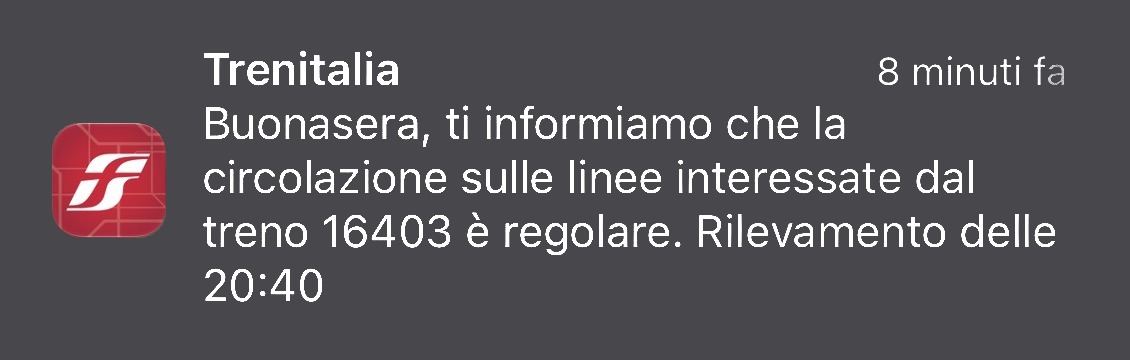 Trenitalia
8 minuti fa
Buonasera, ti informiamo che la
circolazione sulle linee interessate dal
treno 16403 è regolare. Rilevamento delle
20:40